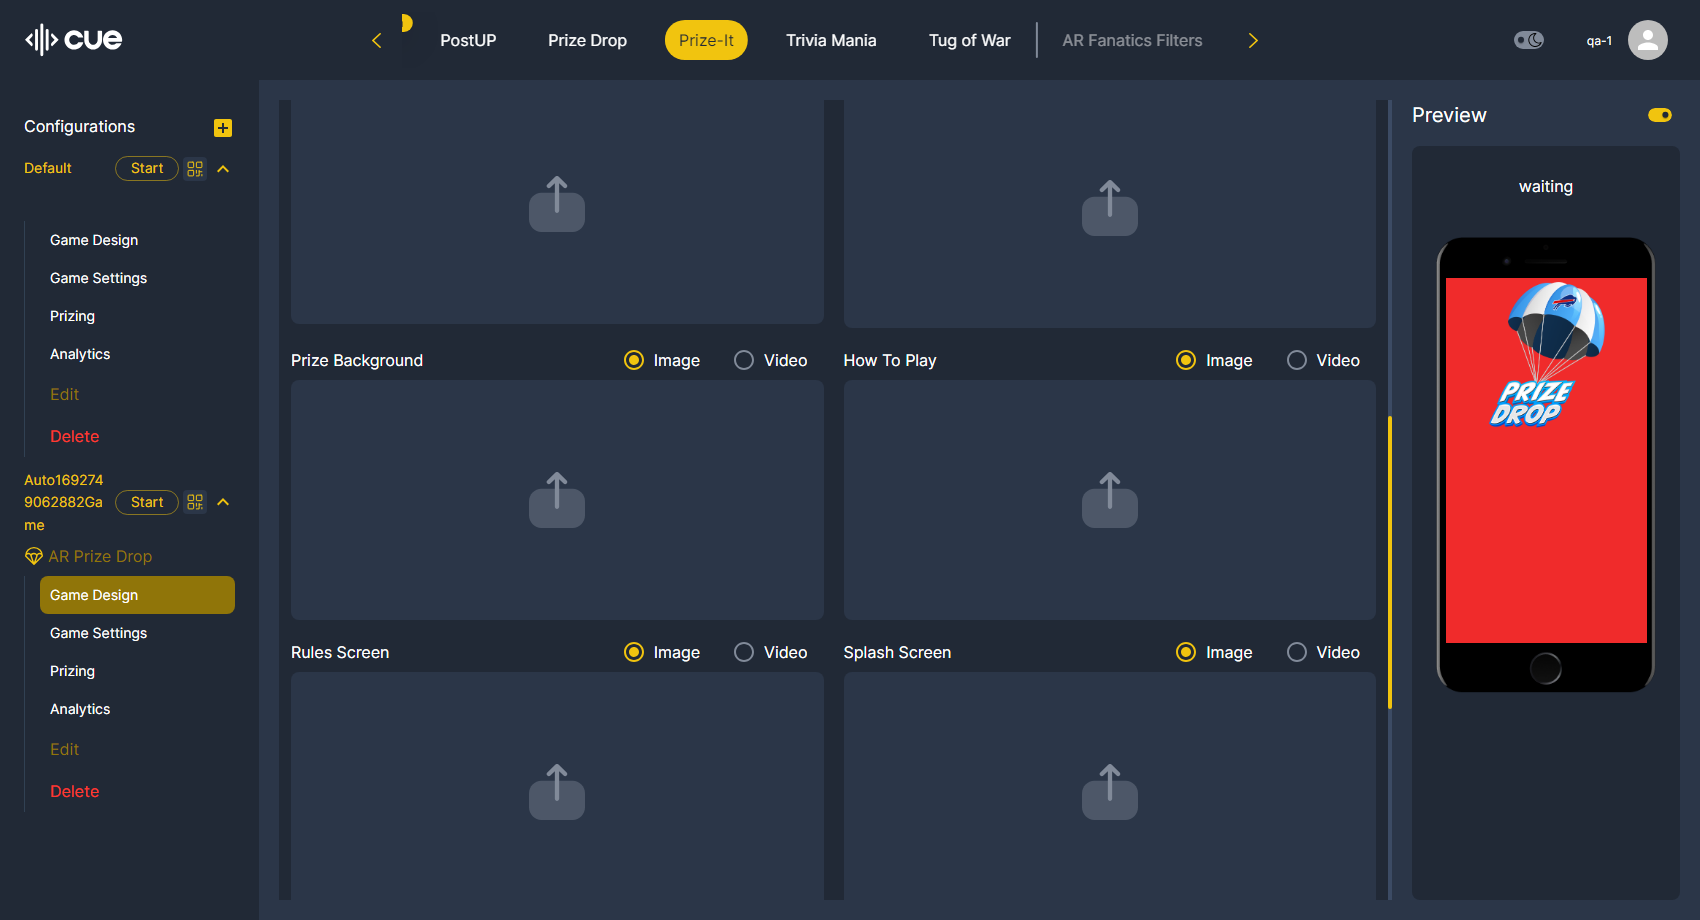 cue
PostUP
Prize Drop
Prize-It
Trivia Mania
Tug of War
AR Fanatics Filters
qa-1
Configurations
Default
Start
Game Design
Game Settings
Prizing
Analytics
Edit
Delete
Auto169274
9062882Ga
me
Start
AR Prize Drop
Game Design
Game Settings
Prizing
Analytics
Edit
Delete
Prize Background
Image
Video
How To Play
Image
Video
Rules Screen
Image
Video
Splash Screen
Image
Video
Preview
waiting
PRIZE
DROP